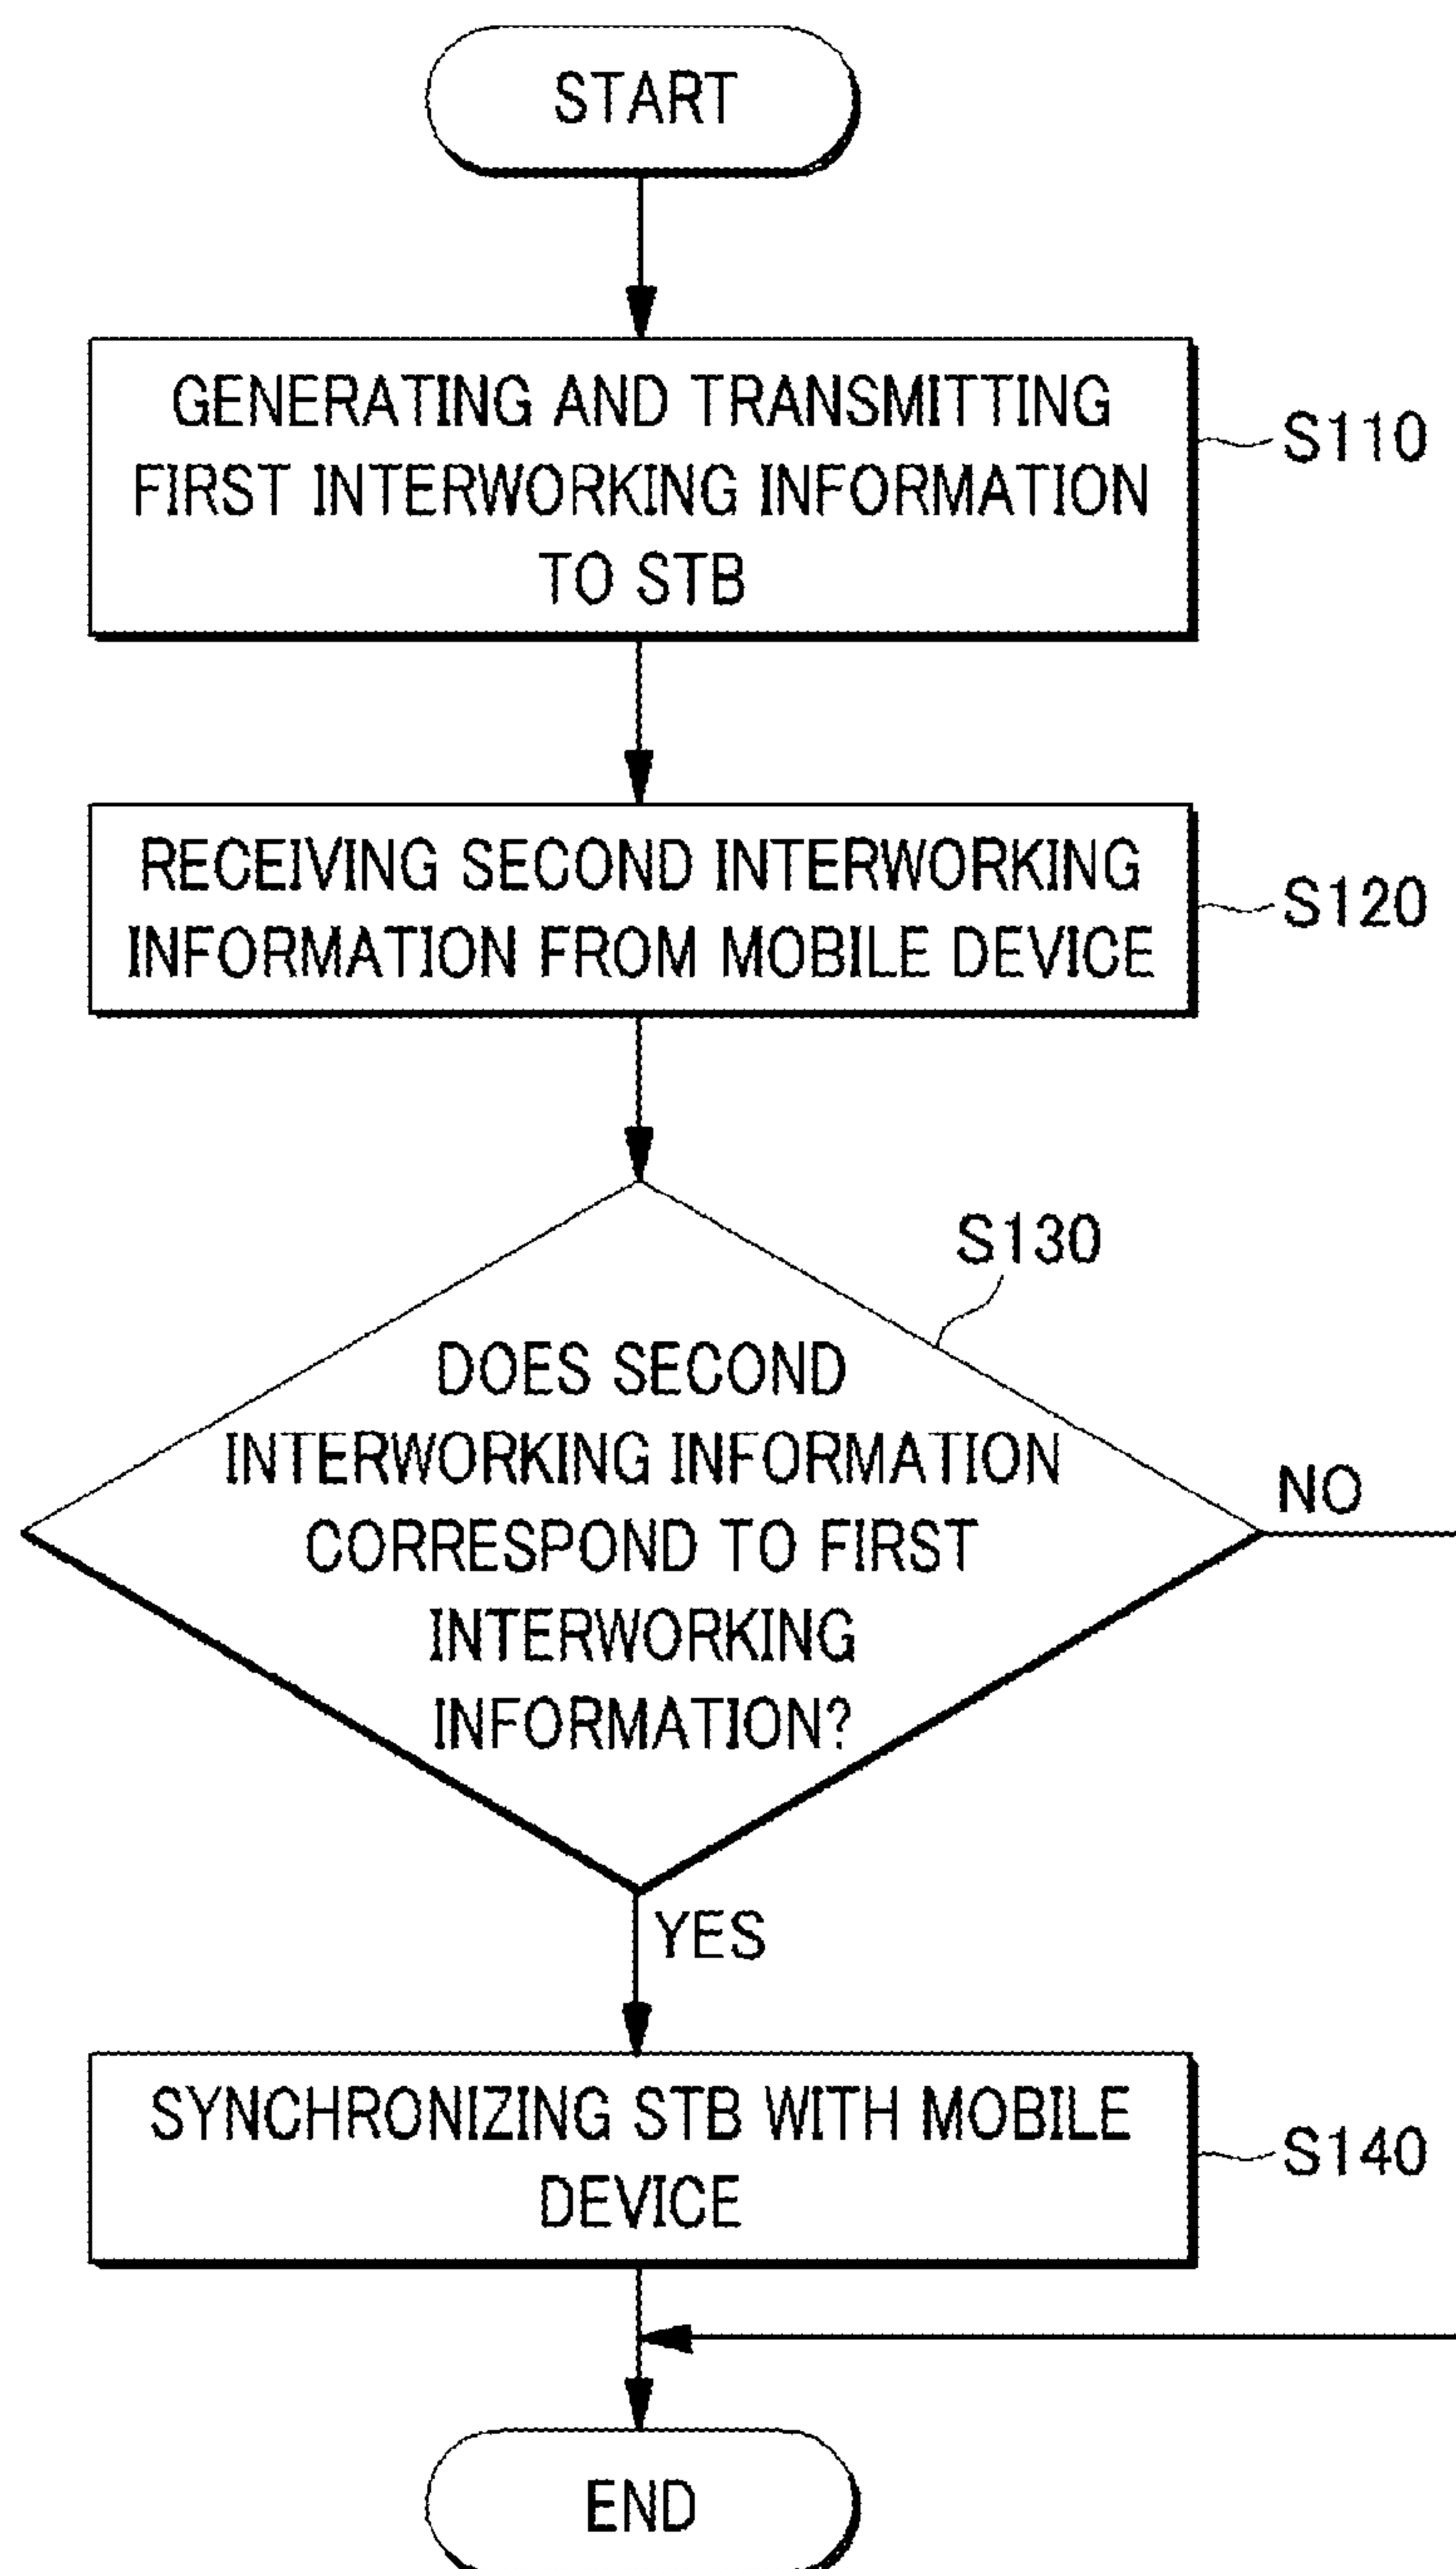 START
GENERATING AND TRANSMITTING
FIRST INTERWORKING INFORMATION
TO STB
S110
RECEIVING SECOND INTERWORKING
INFORMATION FROM MOBILE DEVICE
S120
S130
DOES SECOND
INTERWORKING INFORMATION
CORRESPOND TO FIRST
INTERWORKING
INFORMATION?
NO
YES
SYNCHRONIZING STB WITH MOBILE
DEVICE
S140
END